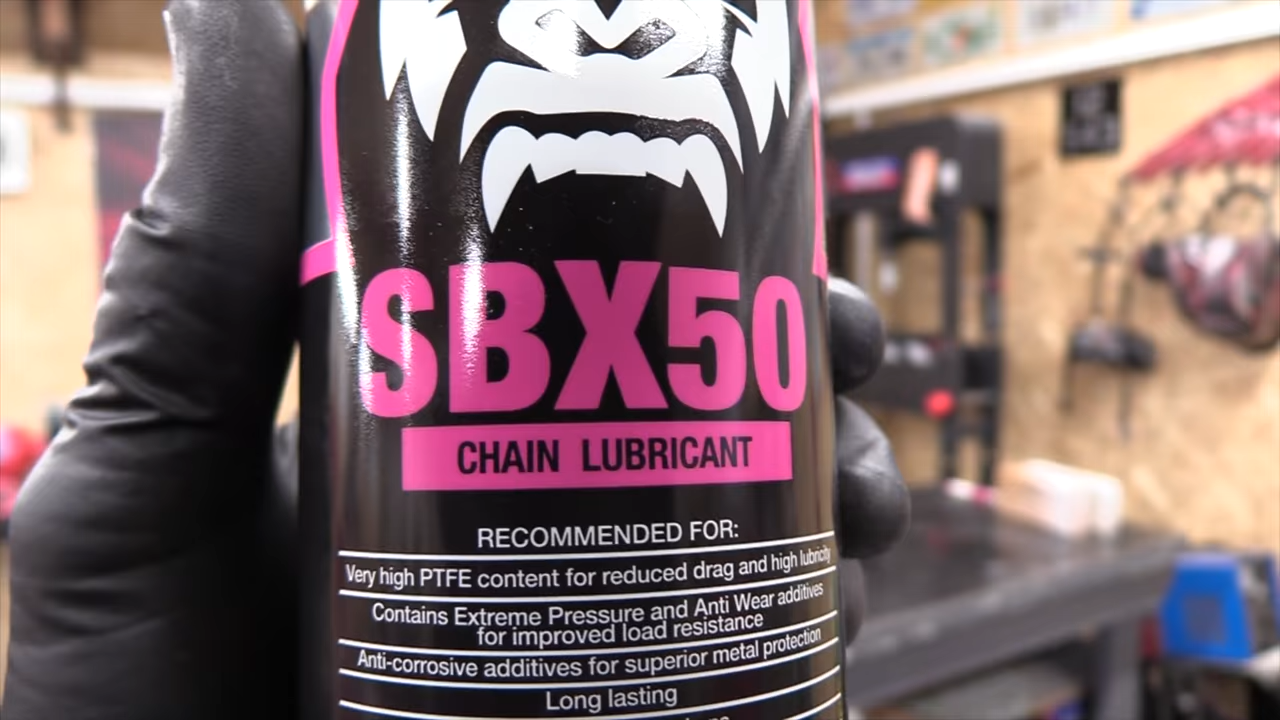 SBX50
CHAIN LUBRICANT
RECOMMENDED FOR:
Very high PTFE content for reduced drag and high lubricity
Contains Extreme Pressure and Anti Wear additives
for improved load resistance
Anti-corrosive additives for superior metal protection
Long lasting